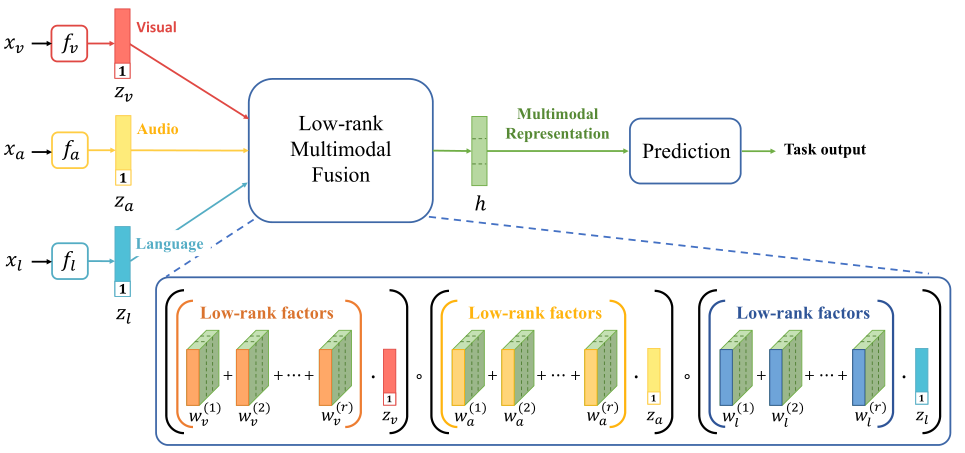 Visual
x_v f_v
1
z_v
Audio
x_a f_a
1
z_a
Language
x_l f_l
1
z_l
Low-rank
Multimodal
Fusion
h
Multimodal
Representation
Prediction
Task output
Low-rank factors
+ + ⋯ + · 1
w_v^(1) w_v^(2) w_v^(r) z_v
∘
Low-rank factors
+ + ⋯ + · 1
w_a^(1) w_a^(2) w_a^(r) z_a
∘
Low-rank factors
+ + ⋯ + · 1
w_l^(1) w_l^(2) w_l^(r) z_l